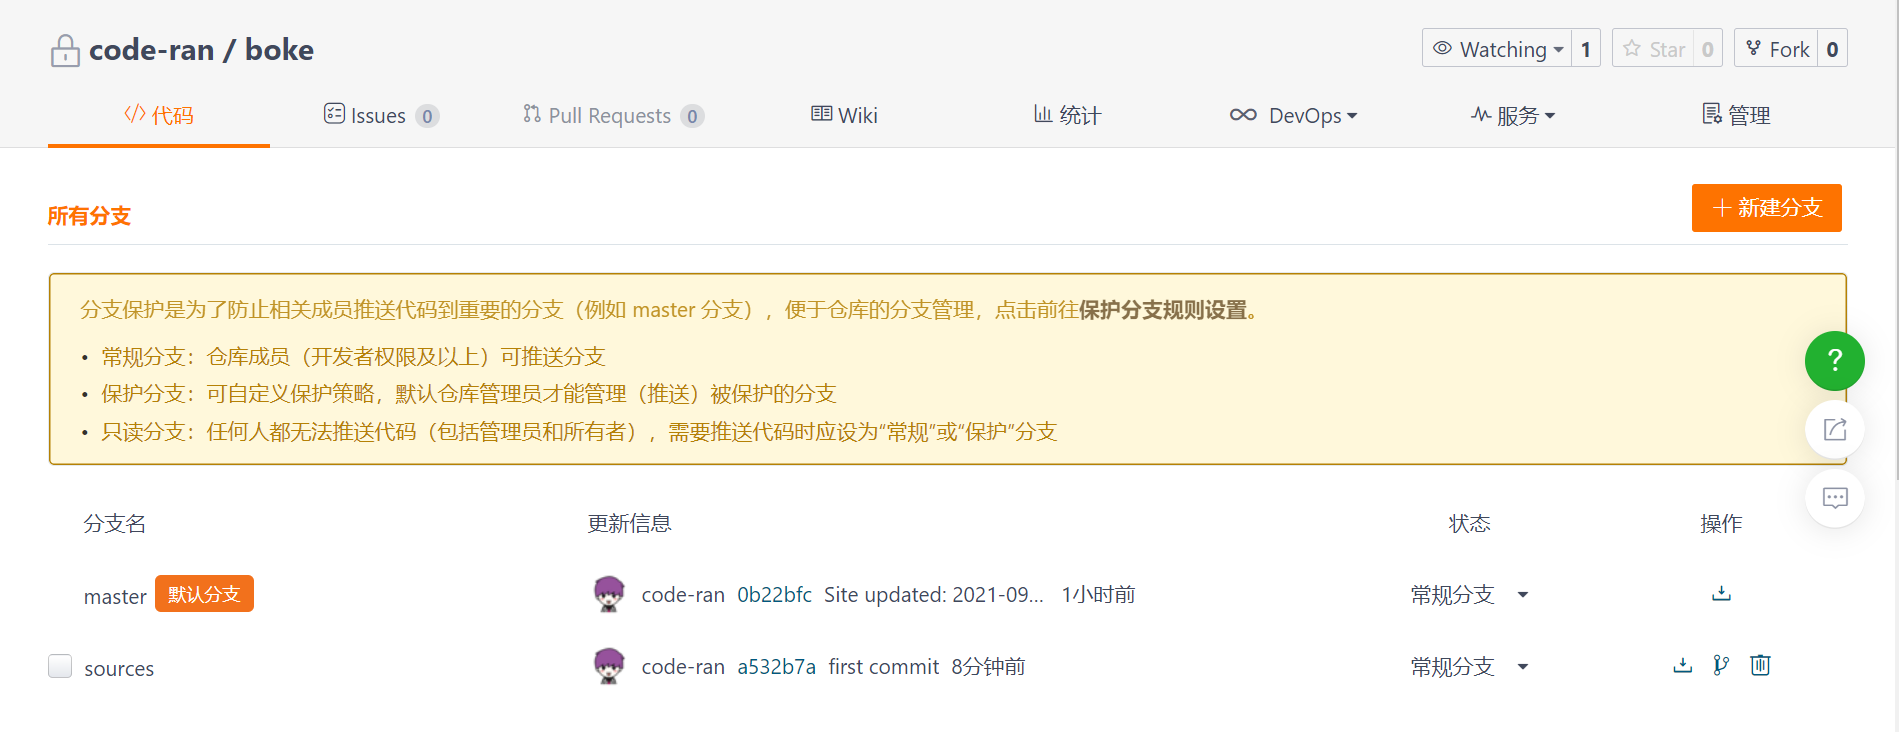 code-ran / boke
Watching 1 Star 0 Fork 0
代码 Issues 0 Pull Requests 0 Wiki 统计 DevOps 服务 管理
所有分支
新建分支
分支保护是为了防止相关成员推送代码到重要的分支（例如 master 分支），便于仓库的分支管理，点击前往保护分支规则设置。
• 常规分支：仓库成员（开发者权限及以上）可推送分支
• 保护分支：可自定义保护策略，默认仓库管理员才能管理（推送）被保护的分支
• 只读分支：任何人都无法推送代码（包括管理员和所有者），需要推送代码时应设为“常规”或“保护”分支
?
分支名 更新信息 状态 操作
master 默认分支 code-ran 0b22bfc Site updated: 2021-09... 1小时前 常规分支
sources code-ran a532b7a first commit 8分钟前 常规分支